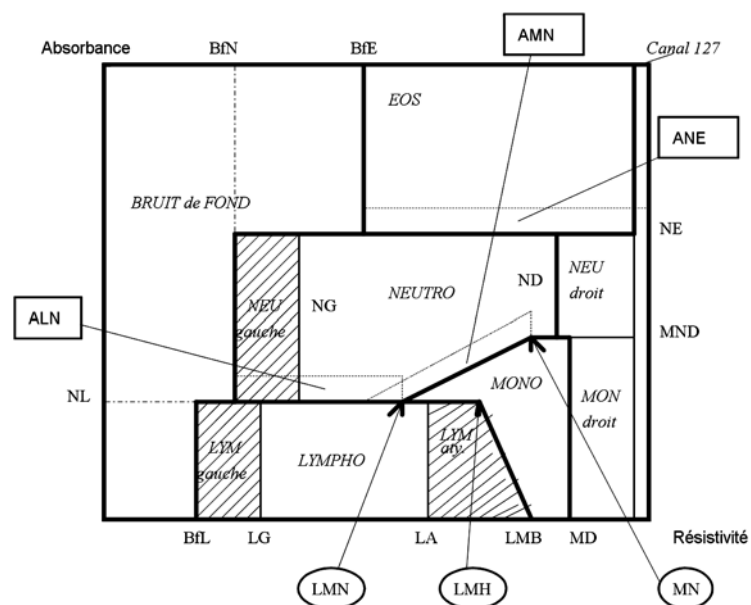 AMN
Absorbance
BfN
BfE
Canal 127
EOS
ANE
BRUIT de FOND
NE
NEU
gauche
NG
NEUTRO
ND
NEU
droit
ALN
MND
NL
MONO
MON
droit
LYM
gauche
LYMPHO
LYM
aty.
BfL
LG
LA
LMB
MD
Résistivité
LMN
LMH
MN